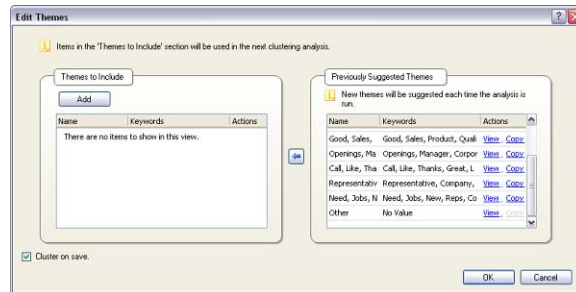 Edit Themes
Items in the 'Themes to Include' section will be used in the next clustering analysis.
Themes to Include
Add
Name Keywords Actions
There are no items to show in this view.
Previously Suggested Themes
New themes will be suggested each time the analysis is
run.
Name Keywords Actions
Good, Sales, Good, Sales, Product, Quali View Copy
Openings, Ma Openings, Manager, Corpor View Copy
Call, Like, Tha Call, Like, Thanks, Great, L View Copy
Representativ Representative, Company, View Copy
Need, Jobs, N Need, Jobs, New, Reps, Co View Copy
Other No Value View Copy
Cluster on save.
OK Cancel